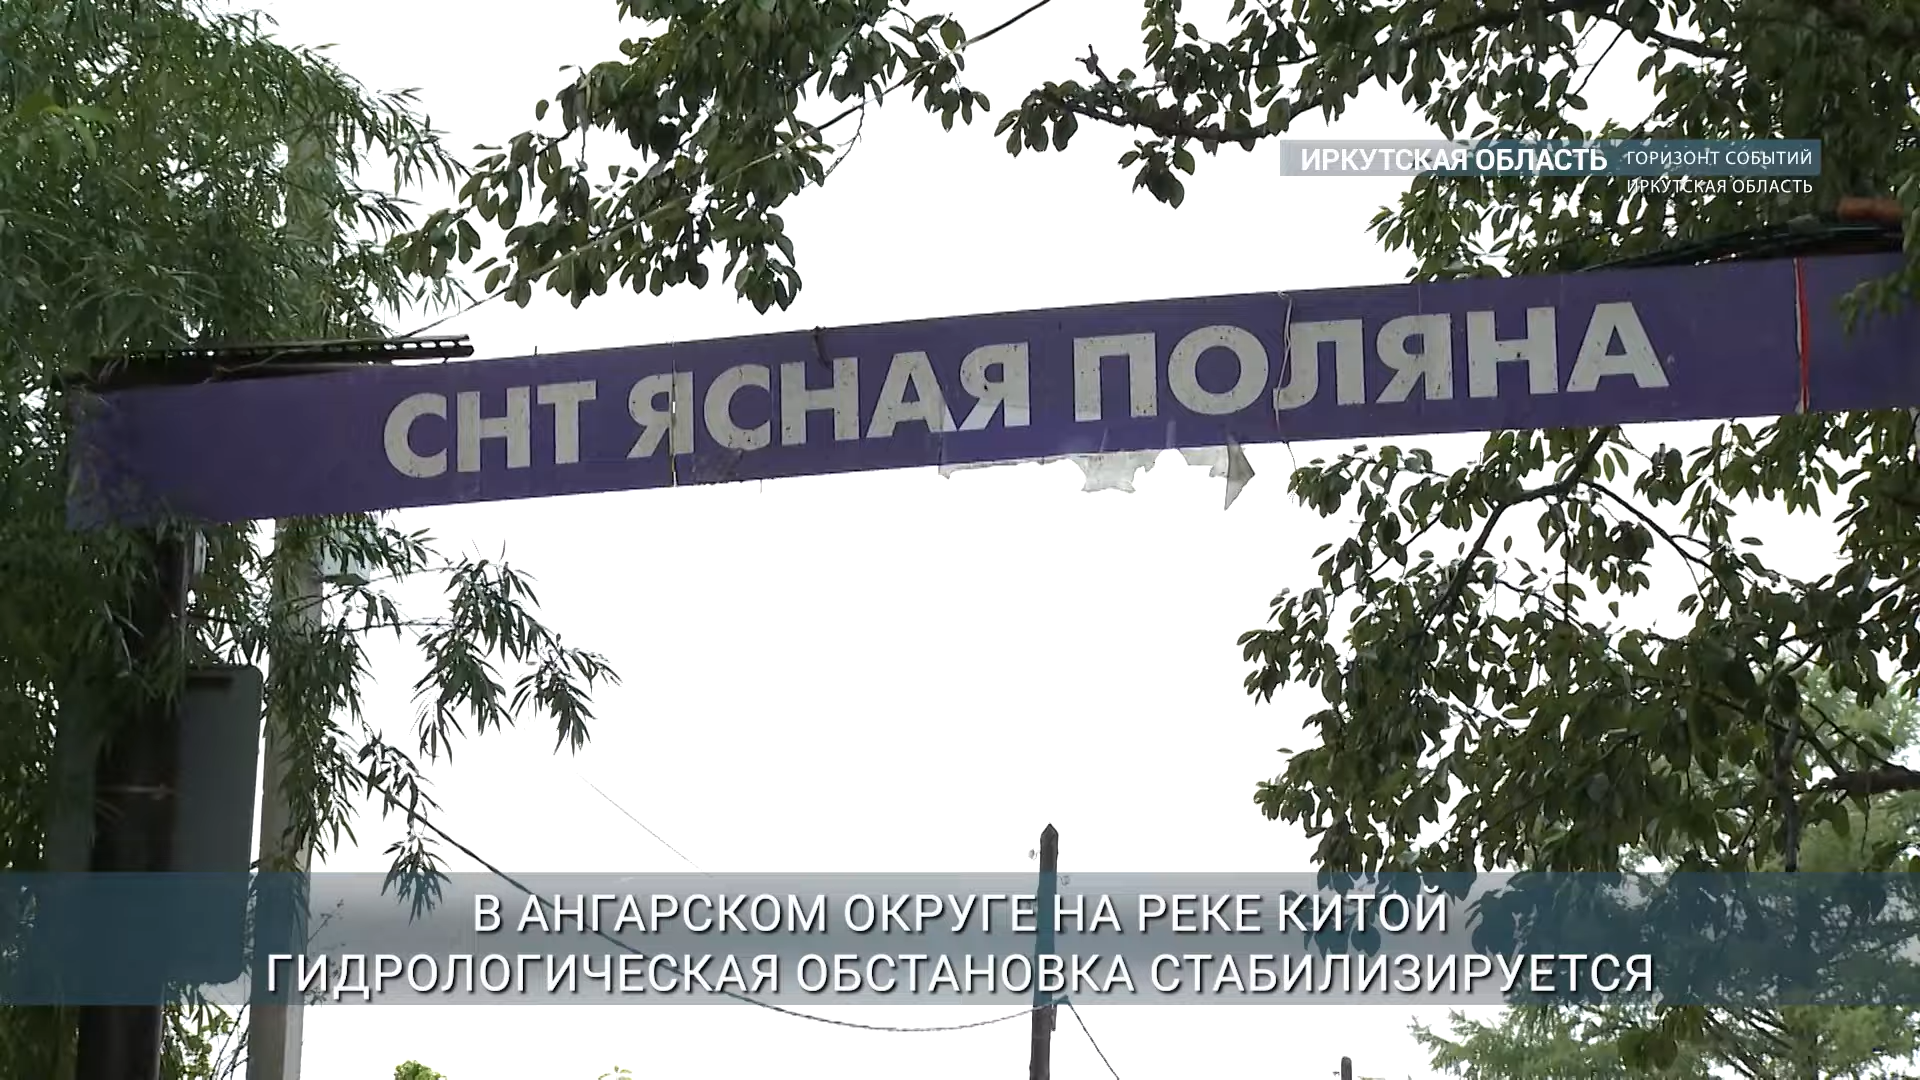 ИРКУТСКАЯ ОБЛАСТЬ ГОРИЗОНТ СОБЫТИЙ
ИРКУТСКАЯ ОБЛАСТЬ
СНТ ЯСНАЯ ПОЛЯНА
В АНГАРСКОМ ОКРУГЕ НА РЕКЕ КИТОЙ
ГИДРОЛОГИЧЕСКАЯ ОБСТАНОВКА СТАБИЛИЗИРУЕТСЯ